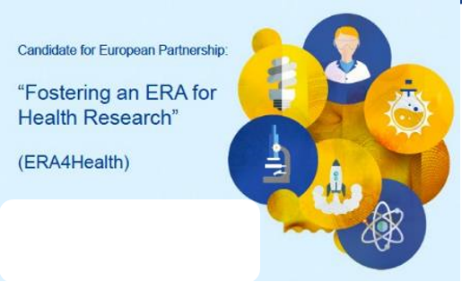 Candidate for European Partnership:
“Fostering an ERA for
Health Research”
(ERA4Health)